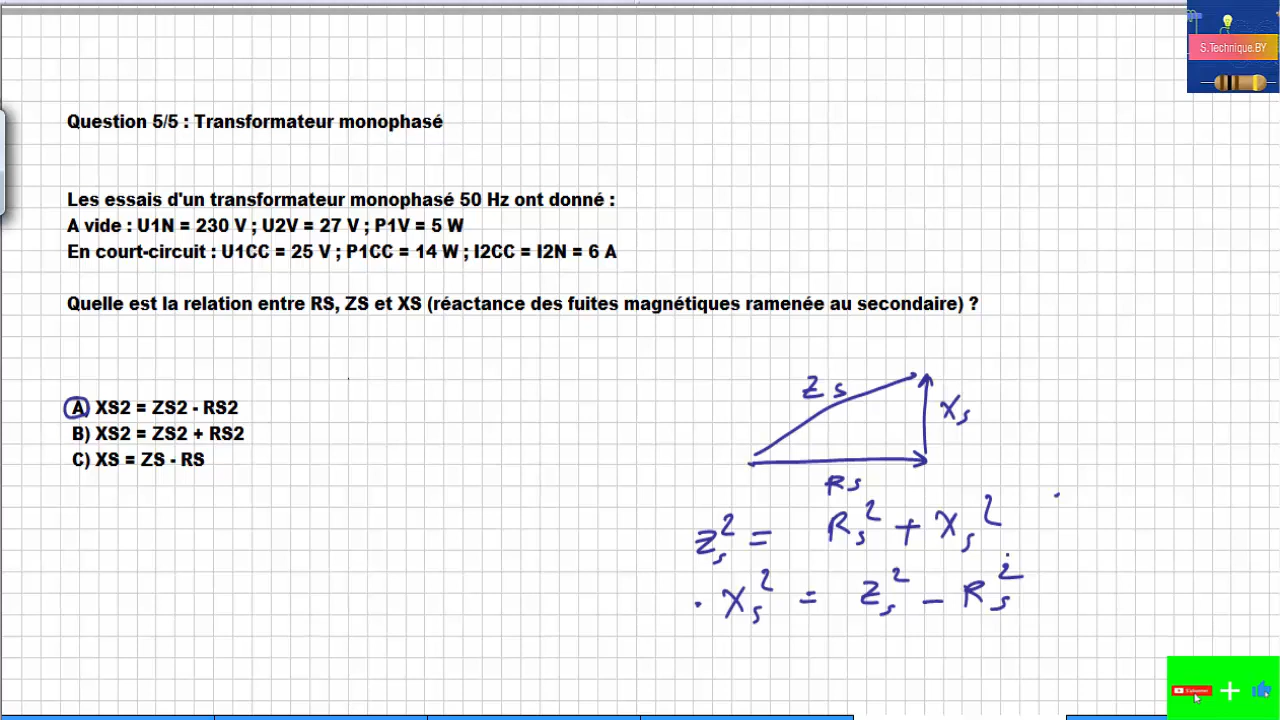 S.Technique.BY
Question 5/5 : Transformateur monophasé
Les essais d'un transformateur monophasé 50 Hz ont donné :
A vide : U1N = 230 V ; U2V = 27 V ; P1V = 5 W
En court-circuit : U1CC = 25 V ; P1CC = 14 W ; I2CC = I2N = 6 A
Quelle est la relation entre RS, ZS et XS (réactance des fuites magnétiques ramenée au secondaire) ?
A) XS2 = ZS2 - RS2
B) XS2 = ZS2 + RS2
C) XS = ZS - RS
Zs
Xs
Rs
Zs² = Rs² + Xs²
Xs² = Zs² - Rs²
+